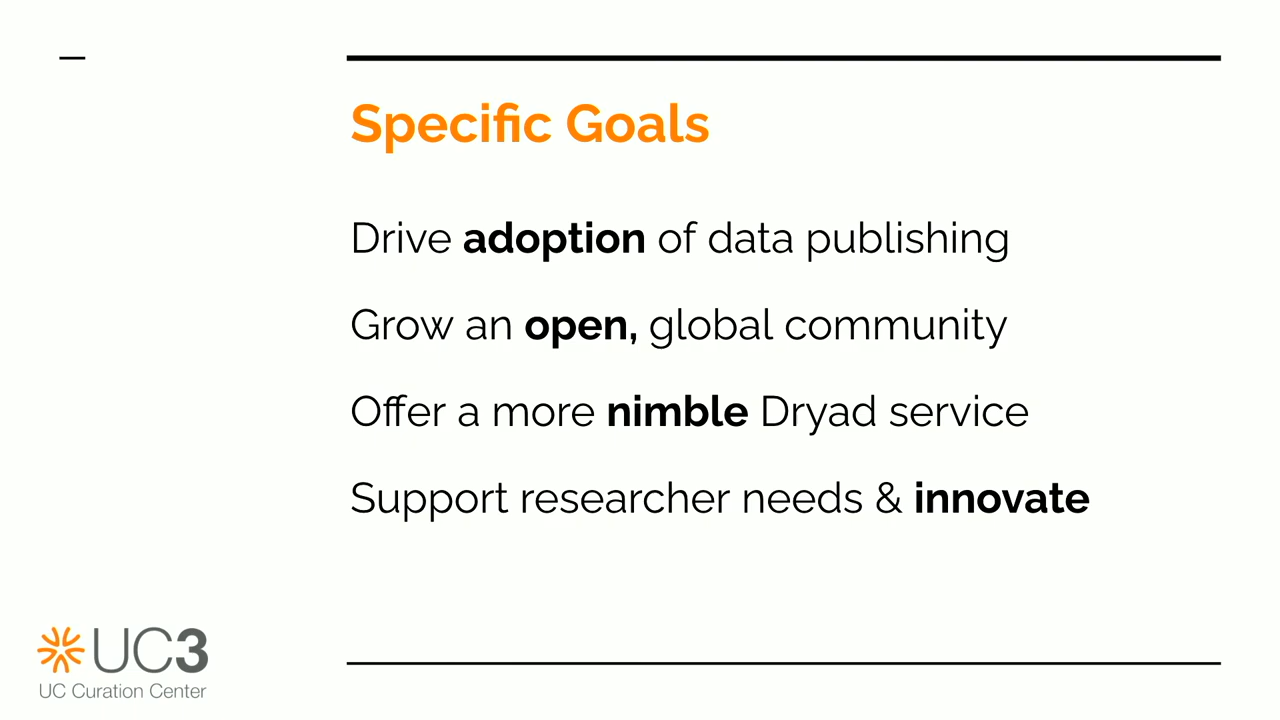 Specific Goals
Drive adoption of data publishing
Grow an open, global community
Offer a more nimble Dryad service
Support researcher needs & innovate
UC3
UC Curation Center